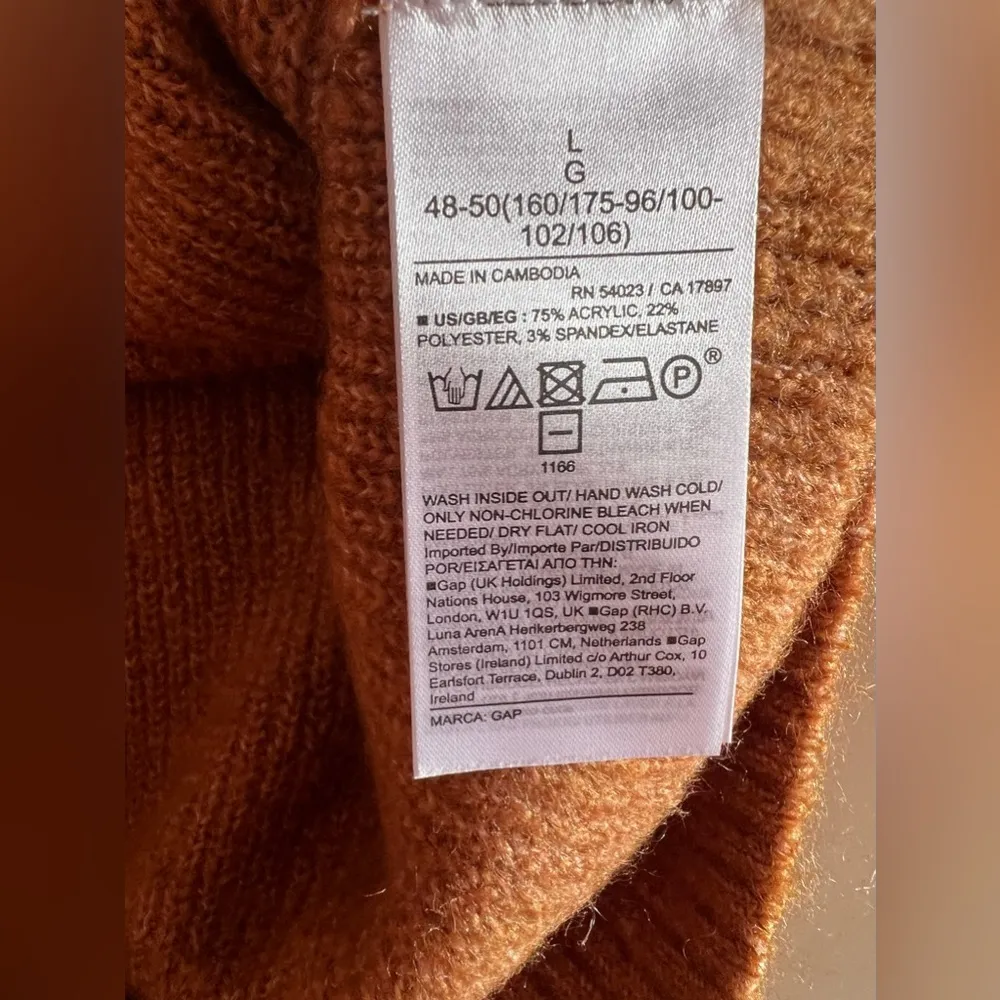 L
G
48-50(160/175-96/100-
102/106)
MADE IN CAMBODIA
RN 54023 / CA 17897
■ US/GB/EG : 75% ACRYLIC, 22%
POLYESTER, 3% SPANDEX/ELASTANE
P ®
1166
WASH INSIDE OUT/ HAND WASH COLD/
ONLY NON-CHLORINE BLEACH WHEN
NEEDED/ DRY FLAT/ COOL IRON
Imported By/Importe Par/DISTRIBUIDO
POR/ΕΙΣΑΓΕΤΑΙ ΑΠΟ ΤΗΝ:
■Gap (UK Holdings) Limited, 2nd Floor
Nations House, 103 Wigmore Street,
London, W1U 1QS, UK ■Gap (RHC) B.V.
Luna ArenA Herikerbergweg 238
Amsterdam, 1101 CM, Netherlands ■Gap
Stores (Ireland) Limited c/o Arthur Cox, 10
Earlsfort Terrace, Dublin 2, D02 T380,
Ireland
MARCA: GAP